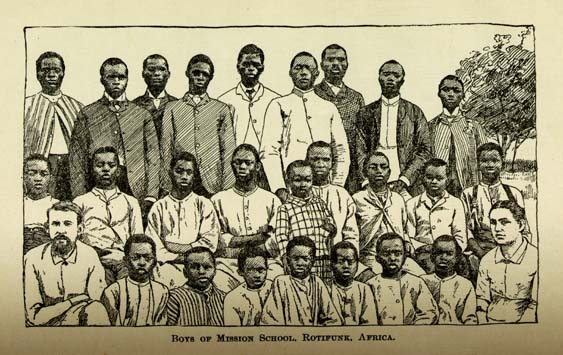 Boys of Mission School, Rotifunk, Africa.